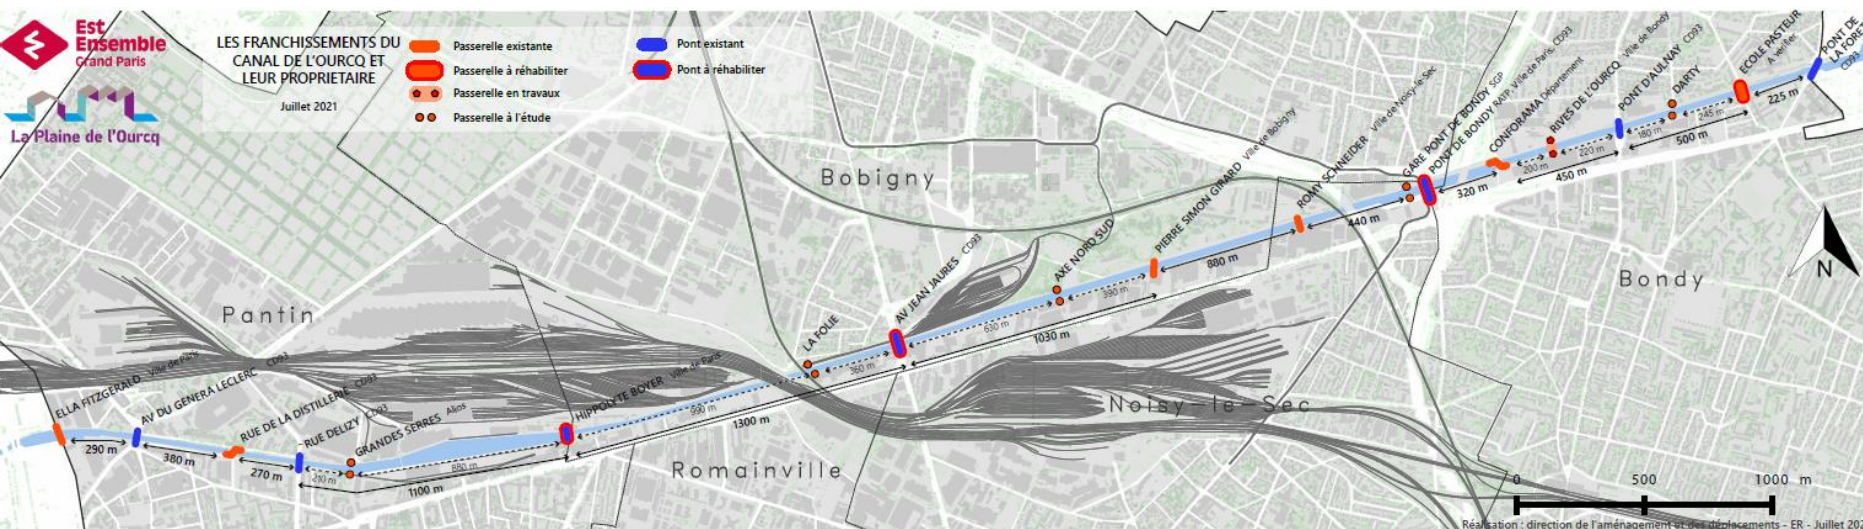 Est
Ensemble
Grand Paris
La Plaine de l'Ourcq
LES FRANCHISSEMENTS DU
CANAL DE L'OURCQ ET
LEUR PROPRIETAIRE
Juillet 2021
Passerelle existante
Passerelle à réhabiliter
Passerelle en travaux
Passerelle à l'étude
Pont existant
Pont à réhabiliter
Pantin
Bobigny
Romainville
Noisy-le-Sec
Bondy
ELLA FITZGERALD Ville de Paris
AV DU GENERA LECLERC CD93
RUE DE LA DISTILLERIE CD93
RUE DELIZY CD93
GRANDES SERRES Alios
HIPPOLYTE BOYER Ville de Paris
LA FOLIE
AV JEAN JAURES CD93
AXE NORD SUD
PIERRE SIMON GIRARD Ville de Bobigny
ROMY SCHNEIDER Ville de Noisy-le-Sec
GARE PONT DE BONDY SGP
PONT DE BONDY RATP, Ville de Paris, CD93
CONFORAMA Département
RIVES DE L'OURCQ Ville de Bondy
PONT D'AULNAY CD93
DARTY
ECOLE PASTEUR A vérifier
PONT DE
LA FORE
CD93
290 m
380 m
270 m
210 m
880 m
1100 m
990 m
1300 m
360 m
630 m
1030 m
390 m
880 m
440 m
320 m
200 m
220 m
450 m
180 m
245 m
500 m
225 m
N
0 500 1000 m
Réalisation : direction de l'aménagement et des déplacements - ER - Juillet 202